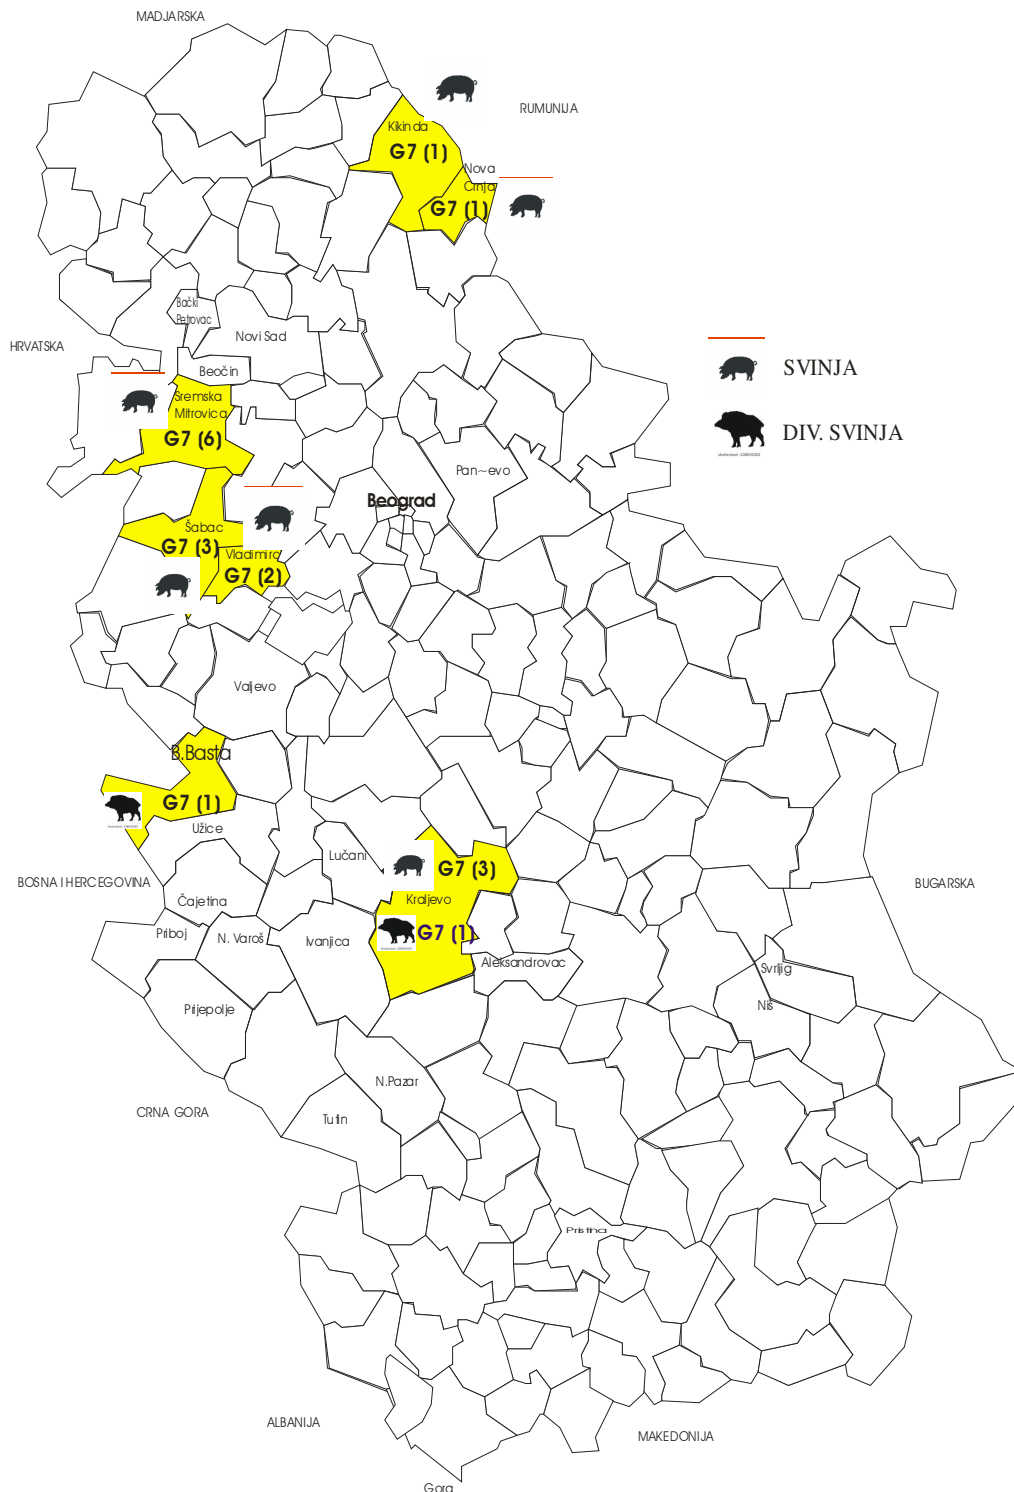 MADJARSKA
RUMUNIJA
Kikinda
G7 (1)
Nova
Crnja
G7 (1)
Bački
Petrovac
Novi Sad
HRVATSKA
Beočin
SVINJA
Sremska
Mitrovica
G7 (6)
DIV. SVINJA
Pan~evo
Beograd
Šabac
G7 (3)
Vladimirci
G7 (2)
Valjevo
B.Basta
G7 (1)
Užice
Lučani
G7 (3)
BOSNA I HERCEGOVINA
BUGARSKA
Čajetina
Kraljevo
Priboj
N. Varoš
Ivanjica
G7 (1)
Aleksandrovac
Svrljig
Prijepolje
Niš
N.Pazar
CRNA GORA
Tutin
Pristina
ALBANIJA
MAKEDONIJA
Gora